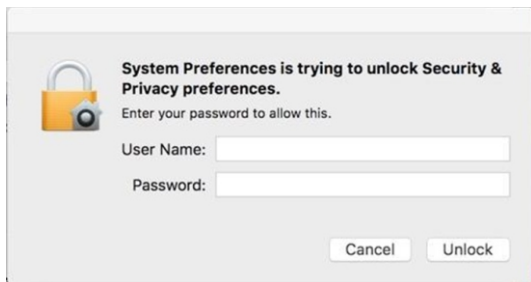 System Preferences is trying to unlock Security &
Privacy preferences.
Enter your password to allow this.
User Name:
Password:
Cancel Unlock